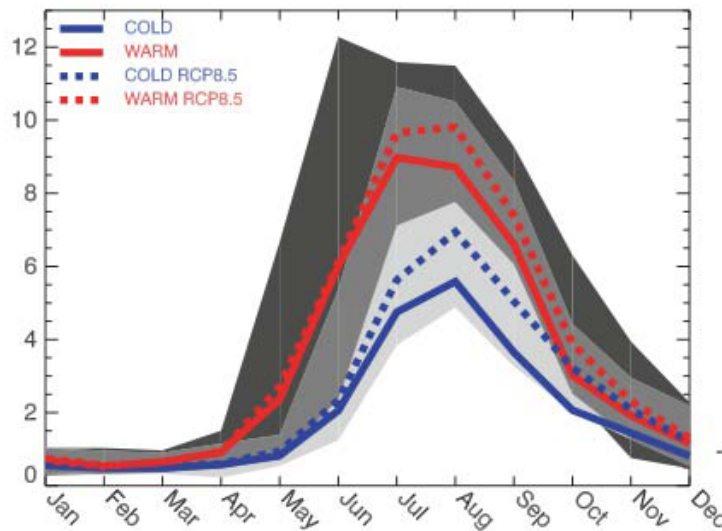 COLD
WARM
COLD RCP8.5
WARM RCP8.5
12
10
8
6
4
2
0
Jan Feb Mar Apr May Jun Jul Aug Sep Oct Nov Dec